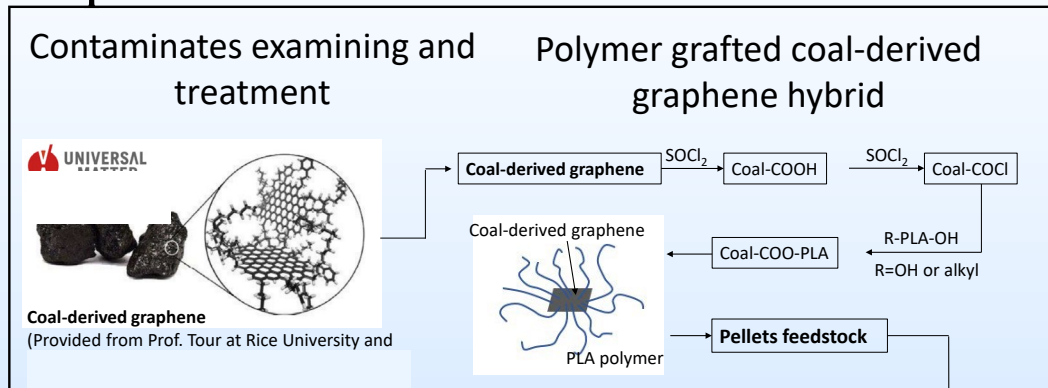 Contaminates examining and
treatment
UNIVERSAL
Coal-derived graphene
(Provided from Prof. Tour at Rice University and
Polymer grafted coal-derived
graphene hybrid
Coal-derived graphene
SOCl₂
Coal-COOH
SOCl₂
Coal-COCl
R-PLA-OH
R=OH or alkyl
Coal-COO-PLA
Coal-derived graphene
PLA polymer
Pellets feedstock